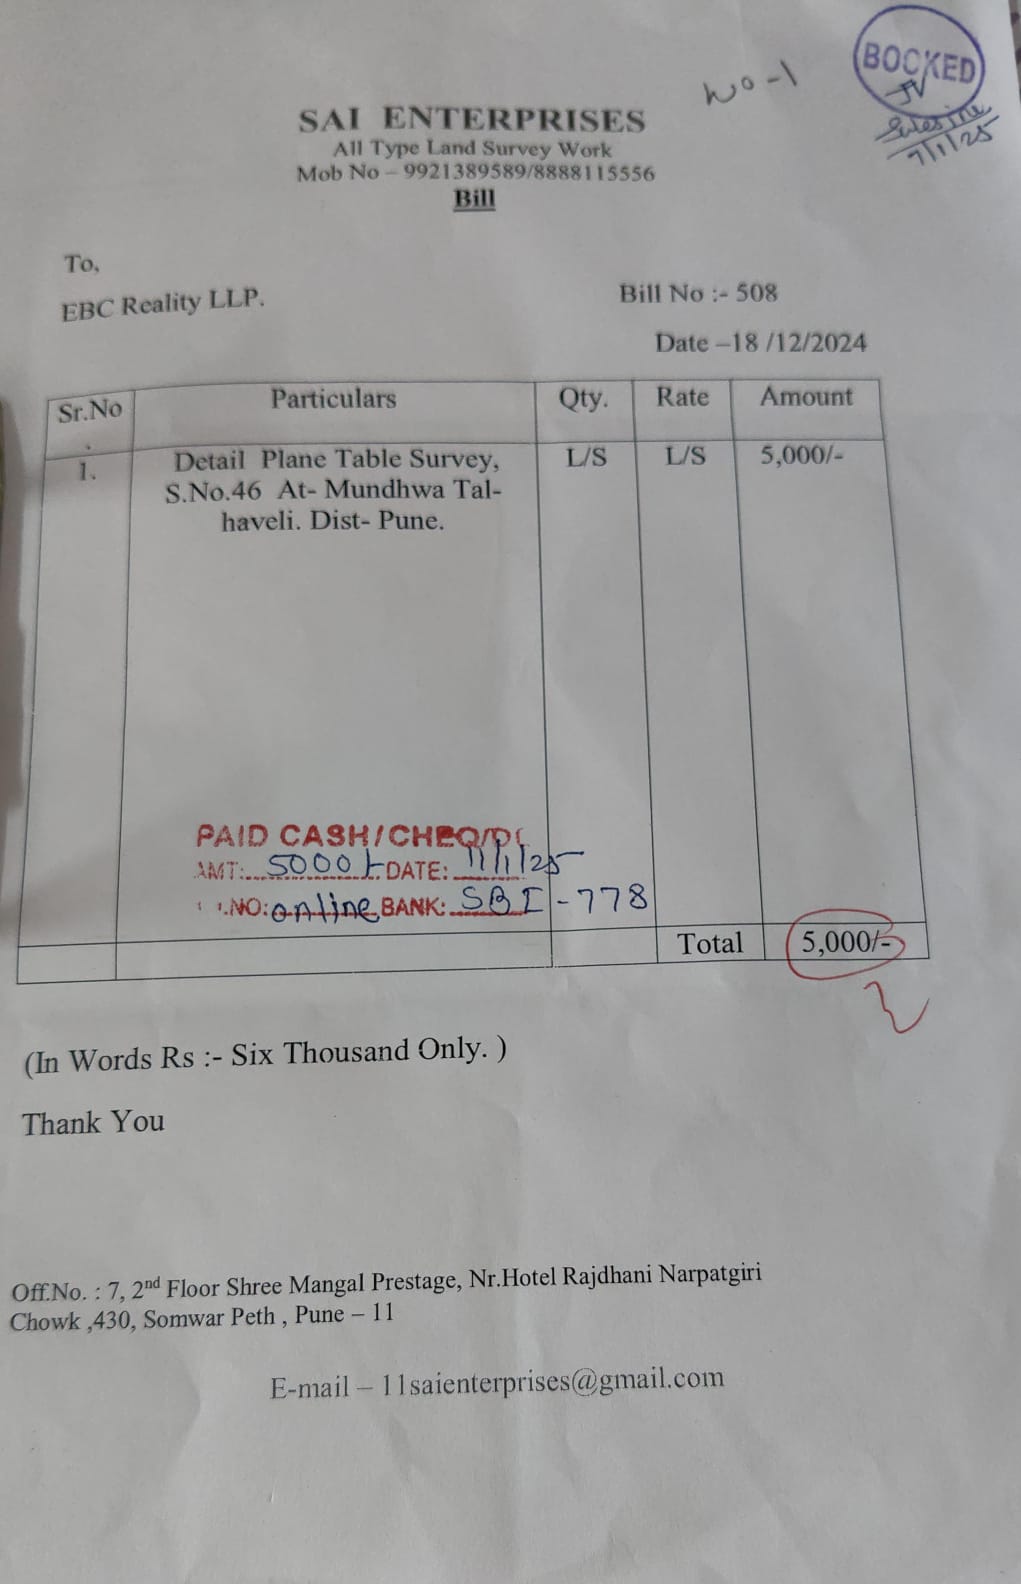 WO-1
BOCKED
JV
7/1/25
SAI ENTERPRISES
All Type Land Survey Work
Mob No – 9921389589/8888115556
Bill
To,
EBC Reality LLP.
Bill No :- 508
Date –18 /12/2024
Sr.No Particulars Qty. Rate Amount
.
1. Detail Plane Table Survey, L/S L/S 5,000/-
S.No.46 At- Mundhwa Tal-
haveli. Dist- Pune.
PAID CASH/CHEQ/D
AMT: 5000/- DATE: 11/1/25
NO: online BANK: SBI - 778
Total 5,000/-
(In Words Rs :- Six Thousand Only. )
Thank You
Off.No. : 7, 2nd Floor Shree Mangal Prestage, Nr.Hotel Rajdhani Narpatgiri
Chowk ,430, Somwar Peth , Pune – 11
E-mail – 11saienterprises@gmail.com